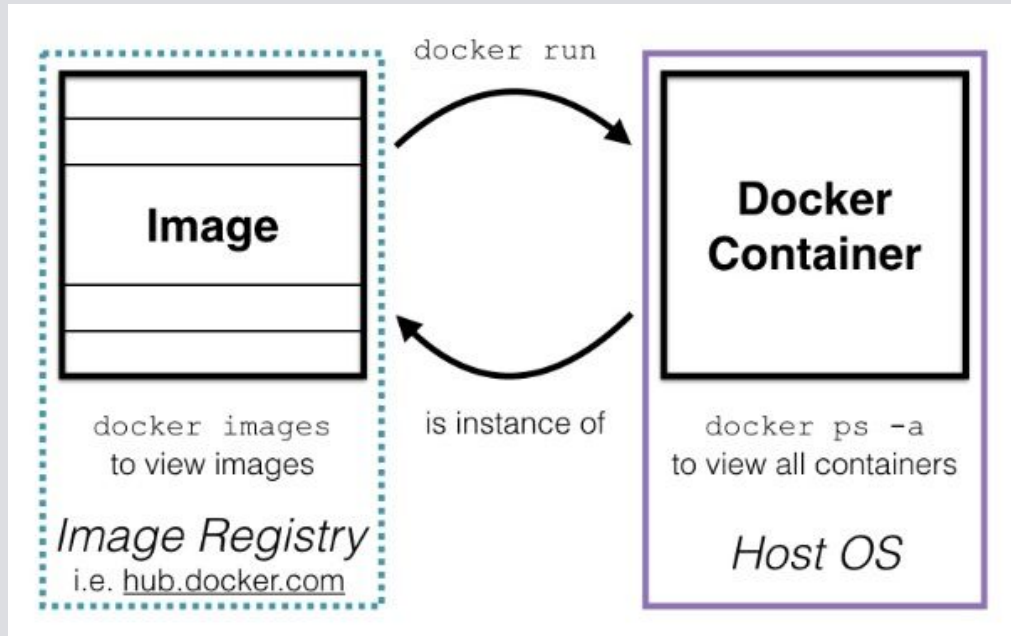 docker run
Image
Docker
Container
docker images
to view images
is instance of
docker ps -a
to view all containers
Image Registry
i.e. hub.docker.com
Host OS